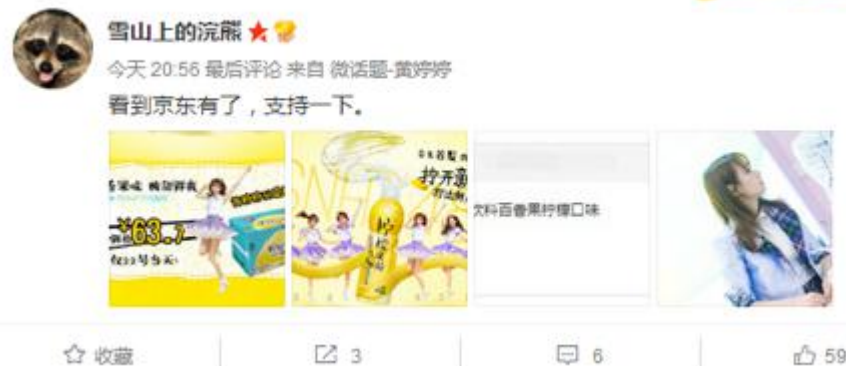 雪山上的浣熊
今天 20:56 最后评论 来自 微话题-黄婷婷
看到京东有了，支持一下。
¥63.7
拧开
饮料百香果柠檬口味
收藏
3
6
59